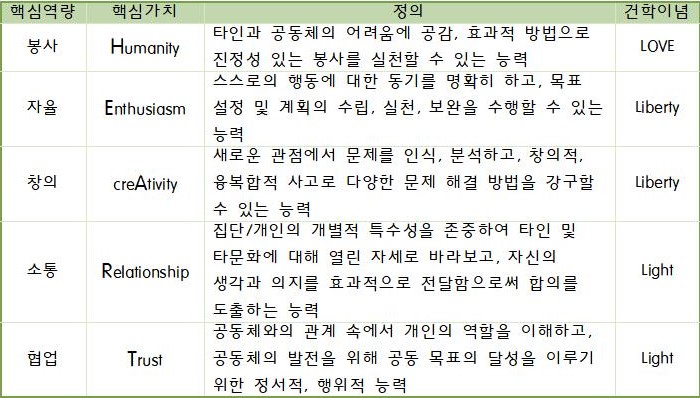 핵심역량 핵심가치 정의 건학이념
봉사 Humanity 타인과 공동체의 어려움에 공감, 효과적 방법으로
진정성 있는 봉사를 실천할 수 있는 능력 LOVE
자율 Enthusiasm 스스로의 행동에 대한 동기를 명확히 하고, 목표
설정 및 계획의 수립, 실천, 보완을 수행할 수 있는 Liberty
능력
창의 creAtivity 새로운 관점에서 문제를 인식, 분석하고, 창의적,
융복합적 사고로 다양한 문제 해결 방법을 강구할 Liberty
수 있는 능력
소통 Relationship 집단/개인의 개별적 특수성을 존중하여 타인 및
타문화에 대해 열린 자세로 바라보고, 자신의
생각과 의지를 효과적으로 전달함으로써 합의를 Light
도출하는 능력
협업 Trust 공동체와의 관계 속에서 개인의 역할을 이해하고,
공동체의 발전을 위해 공동 목표의 달성을 이루기 Light
위한 정서적, 행위적 능력